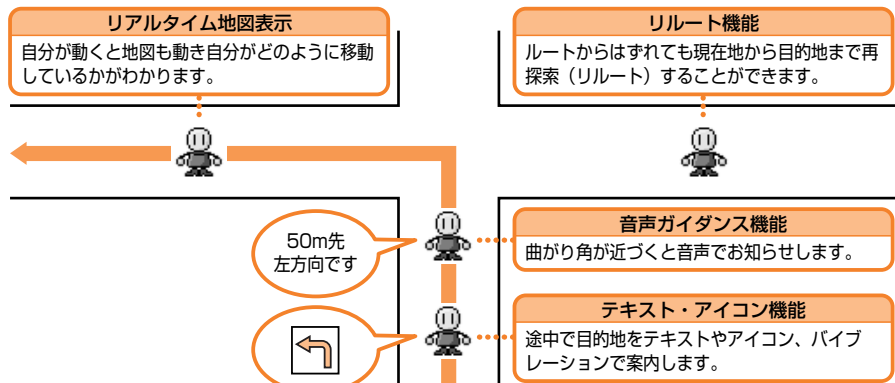 リアルタイム地図表示
自分が動くと地図も動き自分がどのように移動
しているかがわかります。
リルート機能
ルートからはずれても現在地から目的地まで再
探索（リルート）することができます。
50m先
左方向です
音声ガイダンス機能
曲がり角が近づくと音声でお知らせします。
テキスト・アイコン機能
途中で目的地をテキストやアイコン、バイブ
レーションで案内します。